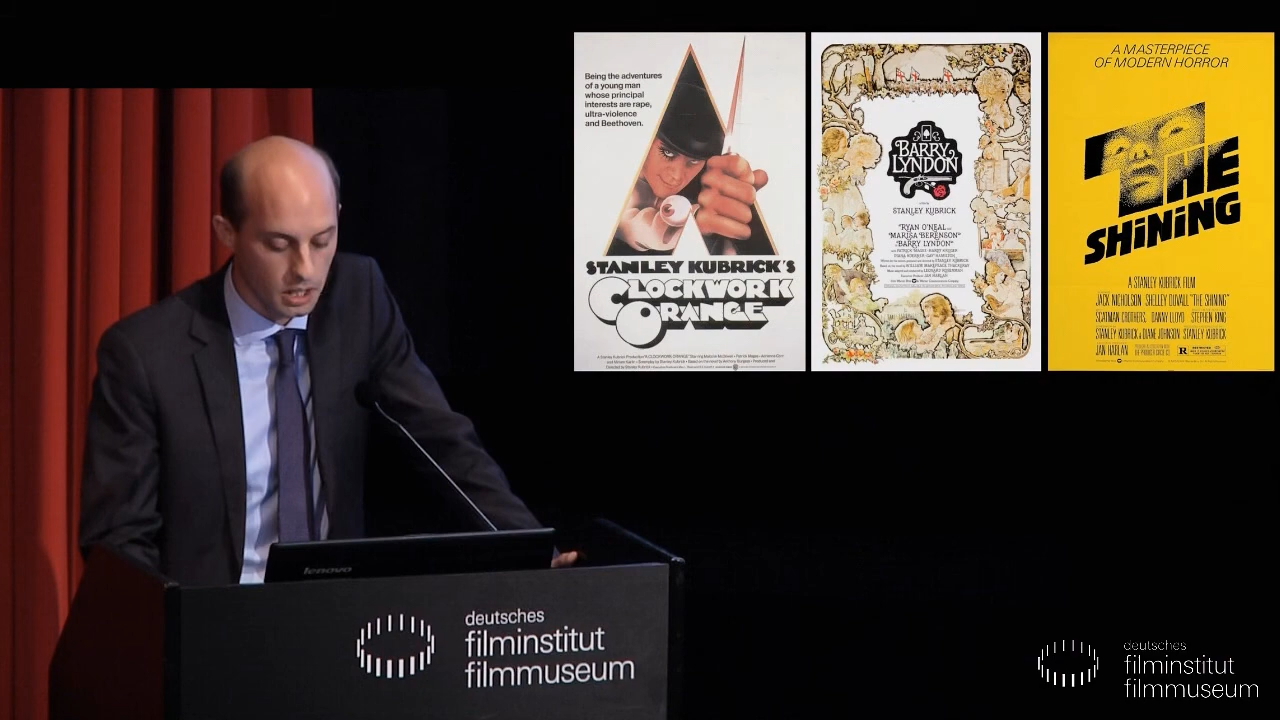 Being the adventures
of a young man
whose principal
interests are rape,
ultra-violence
and Beethoven.
STANLEY KUBRICK'S
CLOCKWORK
ORANGE
BARRY
LYNDON
STANLEY KUBRICK
RYAN O'NEAL
MARISA BERENSON
"BARRY LYNDON"
A MASTERPIECE
OF MODERN HORROR
THE
SHiNiNG
A STANLEY KUBRICK FILM
JACK NICHOLSON SHELLEY DUVALL "THE SHINING"
SCATMAN CROTHERS, DANNY LLOYD STEPHEN KING
STANLEY KUBRICK & DIANE JOHNSON STANLEY KUBRICK
JAN HARLAN
R
lenovo
deutsches
filminstitut
filmmuseum
deutsches
filminstitut
filmmuseum